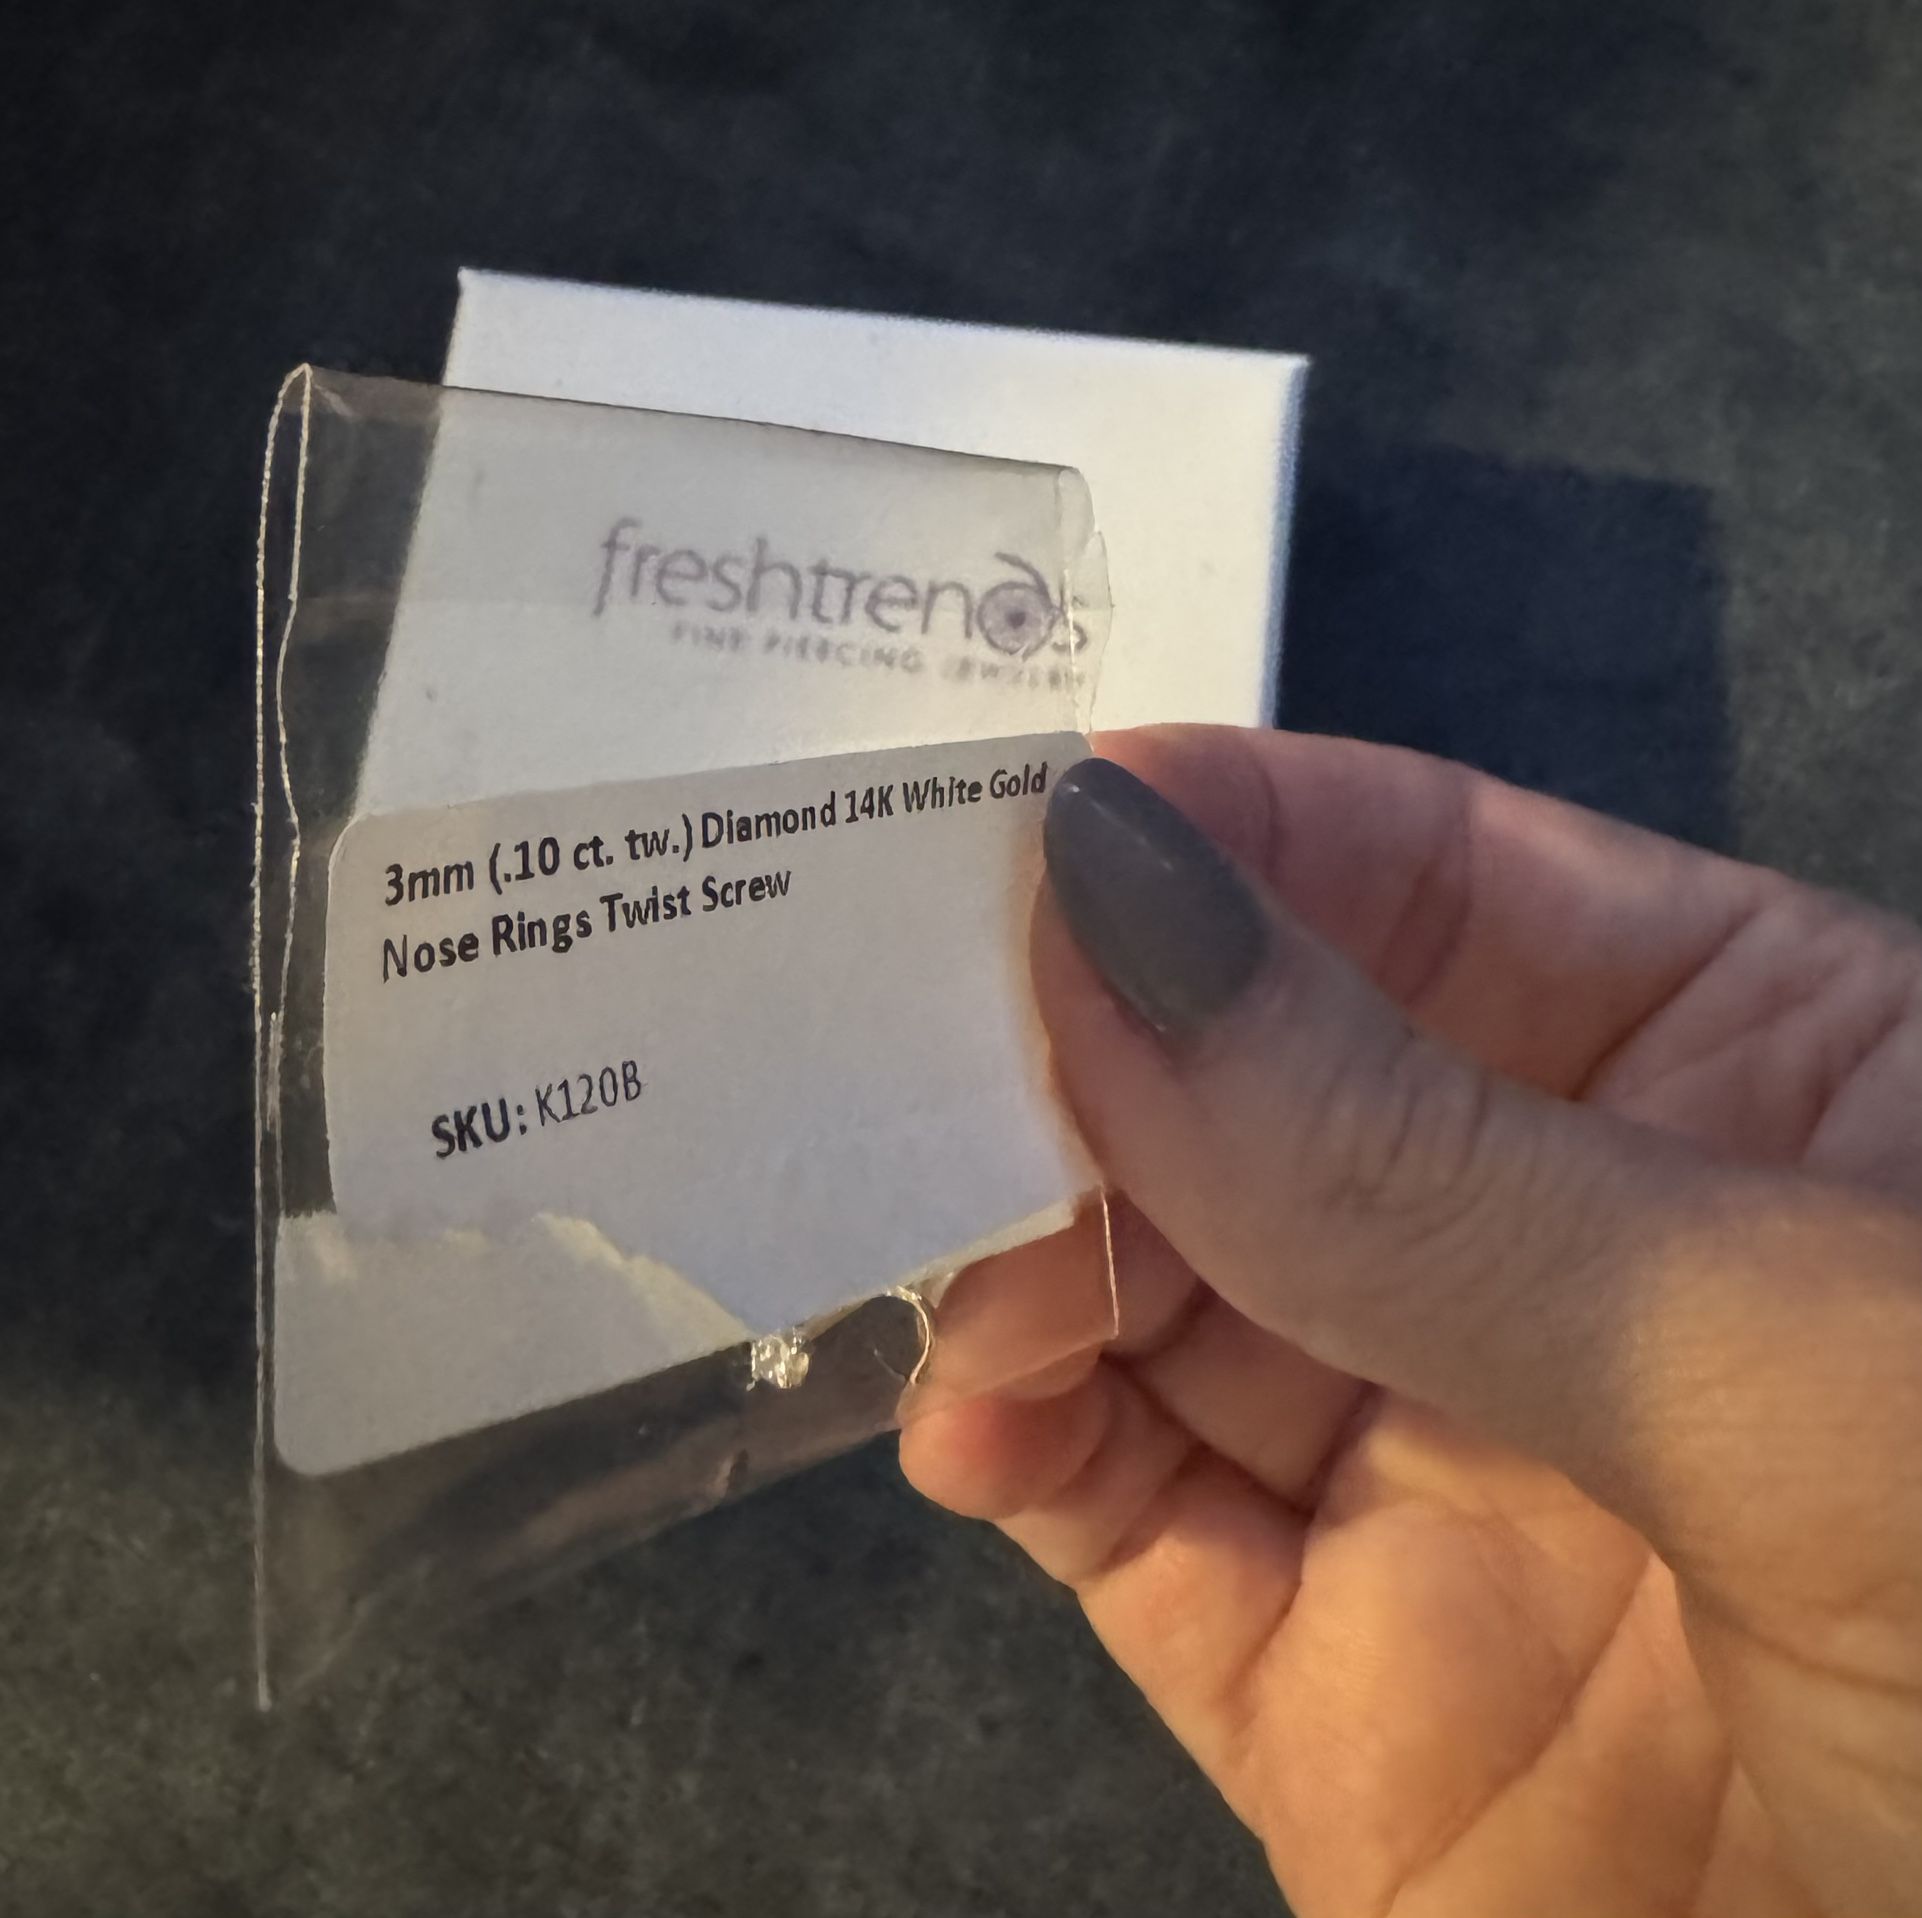 freshtrends
FINE PIERCING JEWELRY
3mm (.10 ct. tw.) Diamond 14K White Gold
Nose Rings Twist Screw
SKU: K120B